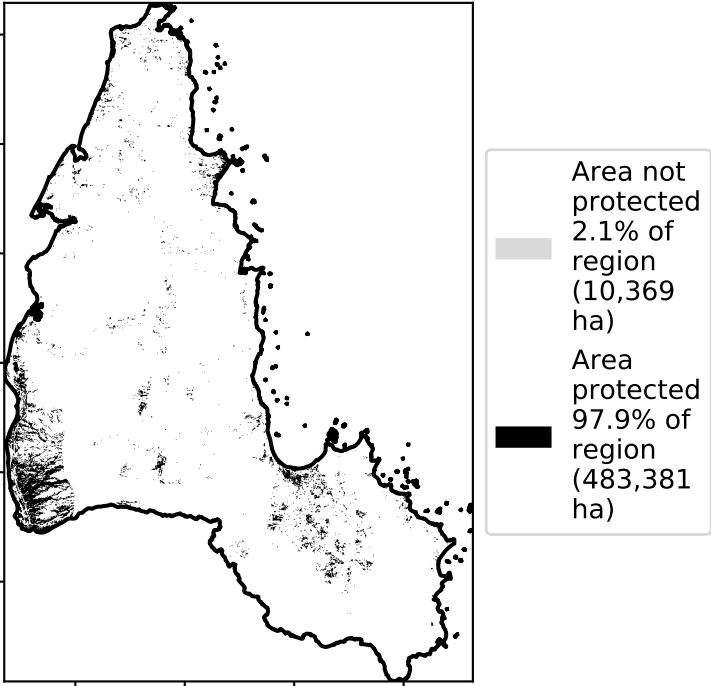 Area not
protected
2.1% of
region
(10,369
ha)
Area
protected
97.9% of
region
(483,381
ha)